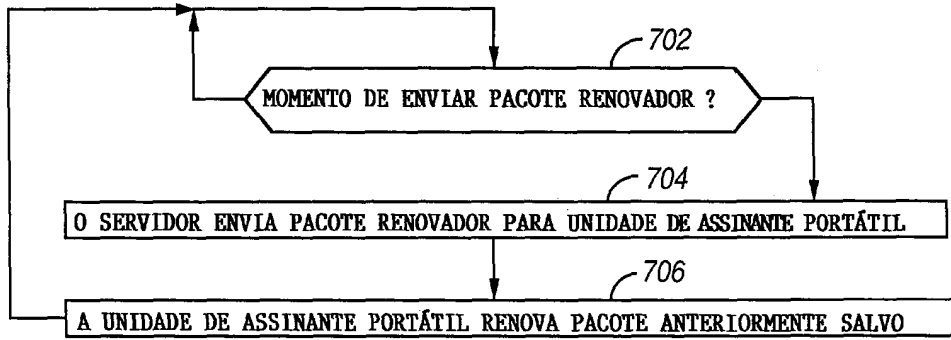 702
MOMENTO DE ENVIAR PACOTE RENOVADOR ?
704
O SERVIDOR ENVIA PACOTE RENOVADOR PARA UNIDADE DE ASSINANTE PORTÁTIL
706
A UNIDADE DE ASSINANTE PORTÁTIL RENOVA PACOTE ANTERIORMENTE SALVO